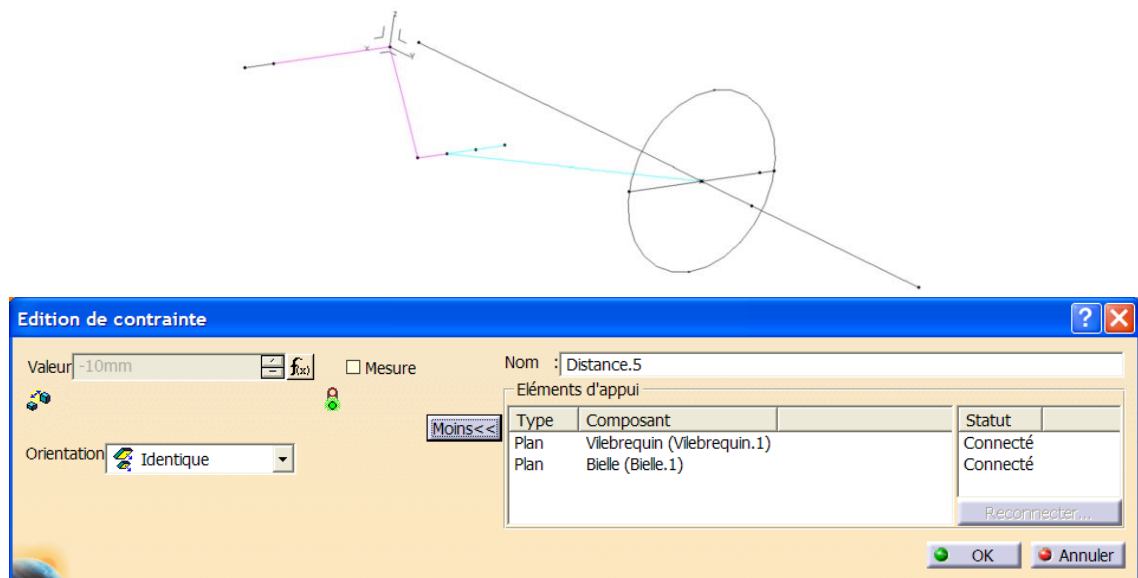 z
x
y
Edition de contrainte
Valeur -10mm f(x) Mesure
Nom : Distance.5
Eléments d'appui
Moins<<
Type Composant Statut
Plan Vilebrequin (Vilebrequin.1) Connecté
Plan Bielle (Bielle.1) Connecté
Orientation Identique
Reconnecter...
OK Annuler